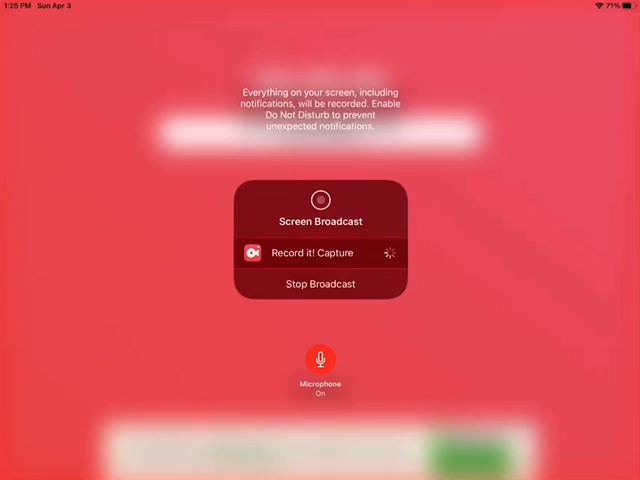 1:25 PM Sun Apr 3
71%
Everything on your screen, including
notifications, will be recorded. Enable
Do Not Disturb to prevent
unexpected notifications.
Screen Broadcast
Record it! Capture
Stop Broadcast
Microphone
On